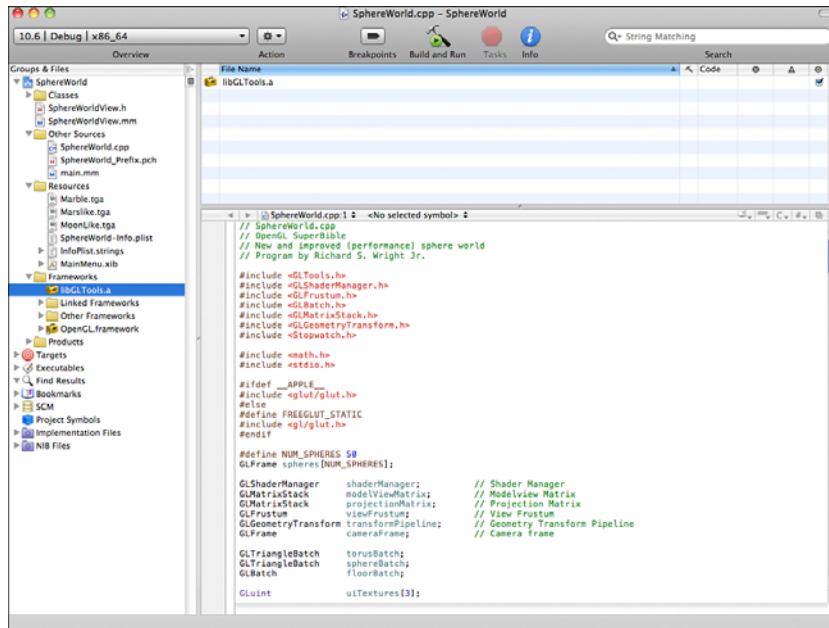 SphereWorld.cpp – SphereWorld
10.6 | Debug | x86_64
Overview
Action
Breakpoints
Build and Run
Tasks
Info
String Matching
Search
Groups & Files
SphereWorld
Classes
SphereWorldView.h
SphereWorldView.mm
Other Sources
SphereWorld.cpp
SphereWorld_Prefix.pch
main.mm
Resources
Marble.tga
Marslike.tga
MoonLike.tga
SphereWorld-Info.plist
InfoPlist.strings
MainMenu.xib
Frameworks
libGLTools.a
Linked Frameworks
Other Frameworks
OpenGL.framework
Products
Targets
Executables
Find Results
Bookmarks
SCM
Project Symbols
Implementation Files
NIB Files
File Name
Code
libGLTools.a
SphereWorld.cpp:1
<No selected symbol>
C
#
// SphereWorld.cpp
// OpenGL SuperBible
// New and improved (performance) sphere world
// Program by Richard S. Wright Jr.
#include <GLTools.h>
#include <GLShaderManager.h>
#include <GLFrustum.h>
#include <GLBatch.h>
#include <GLMatrixStack.h>
#include <GLGeometryTransform.h>
#include <Stopwatch.h>
#include <math.h>
#include <stdio.h>
#ifdef __APPLE__
#include <glut/glut.h>
#else
#define FREEGLUT_STATIC
#include <gl/glut.h>
#endif
#define NUM_SPHERES 50
GLFrame spheres[NUM_SPHERES];
GLShaderManager shaderManager; // Shader Manager
GLMatrixStack modelViewMatrix; // Modelview Matrix
GLMatrixStack projectionMatrix; // Projection Matrix
GLFrustum viewFrustum; // View Frustum
GLGeometryTransform transformPipeline; // Geometry Transform Pipeline
GLFrame cameraFrame; // Camera frame
GLTriangleBatch torusBatch;
GLTriangleBatch sphereBatch;
GLBatch floorBatch;
GLuint uiTextures[3];